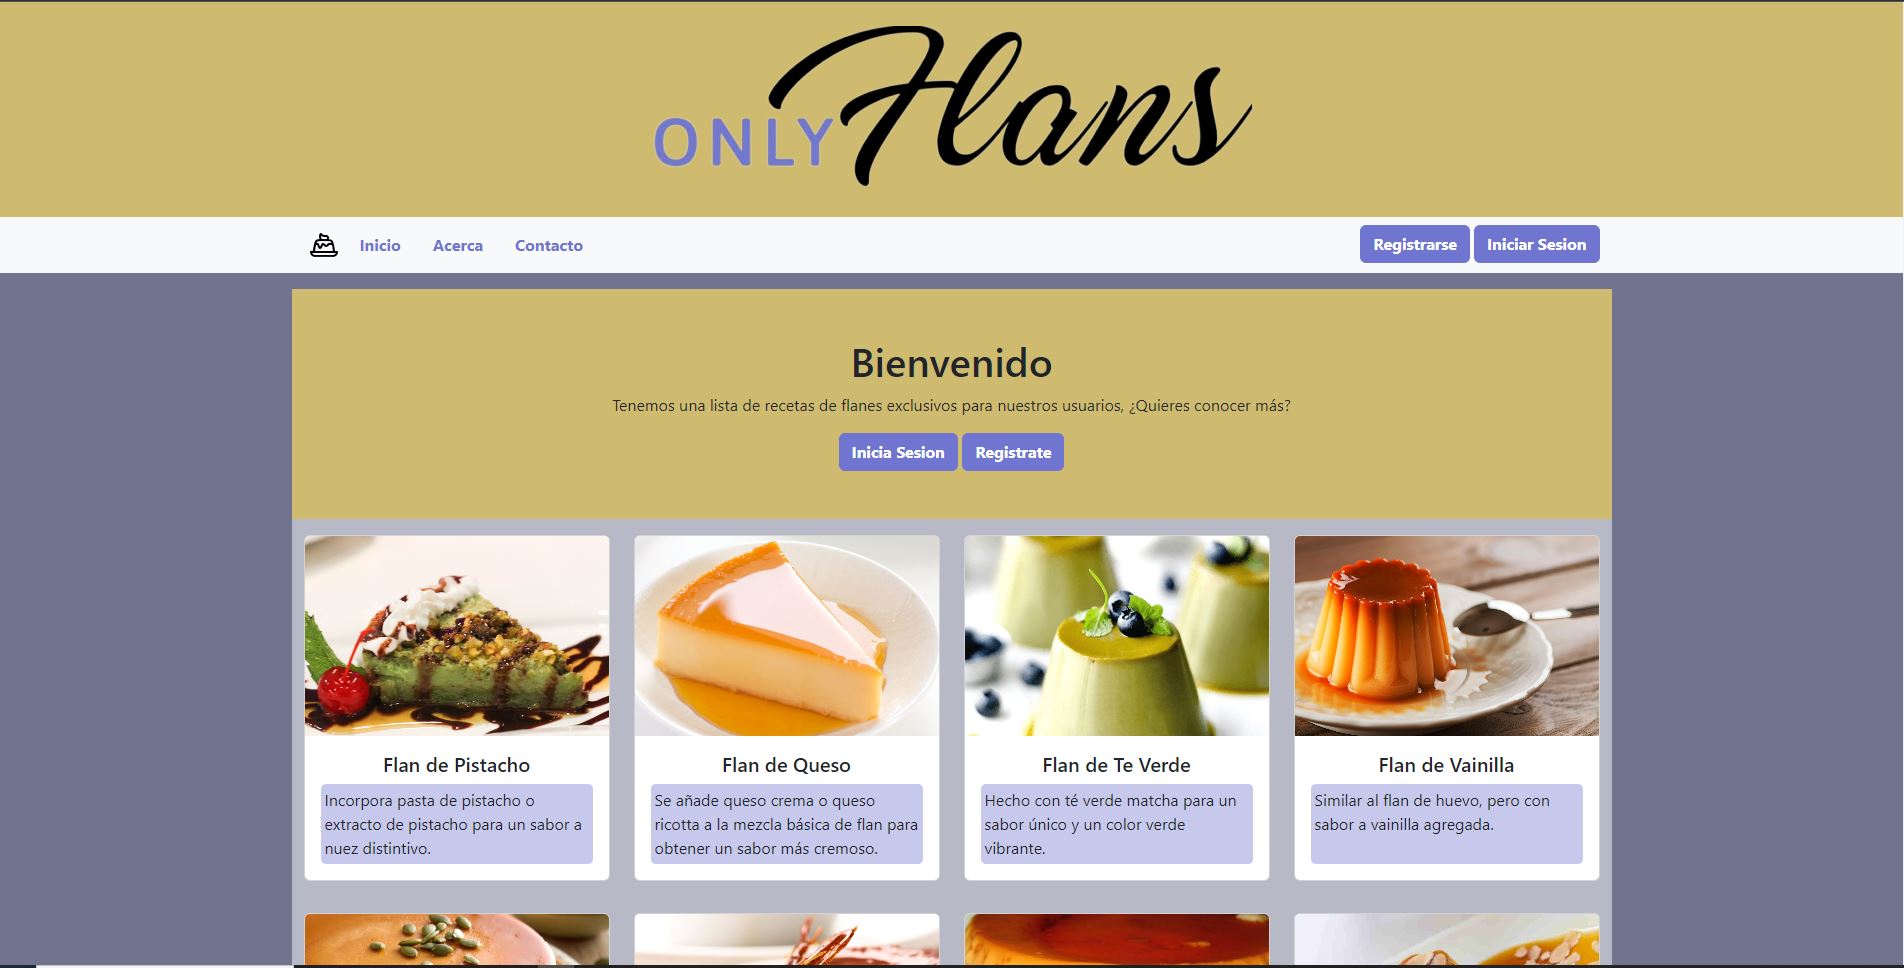 ONLY Flans
Inicio Acerca Contacto Registrarse Iniciar Sesion
Bienvenido
Tenemos una lista de recetas de flanes exclusivos para nuestros usuarios, ¿Quieres conocer más?
Inicia Sesion Registrate
Flan de Pistacho
Incorpora pasta de pistacho o
extracto de pistacho para un sabor a
nuez distintivo.
Flan de Queso
Se añade queso crema o queso
ricotta a la mezcla básica de flan para
obtener un sabor más cremoso.
Flan de Te Verde
Hecho con té verde matcha para un
sabor único y un color verde
vibrante.
Flan de Vainilla
Similar al flan de huevo, pero con
sabor a vainilla agregada.